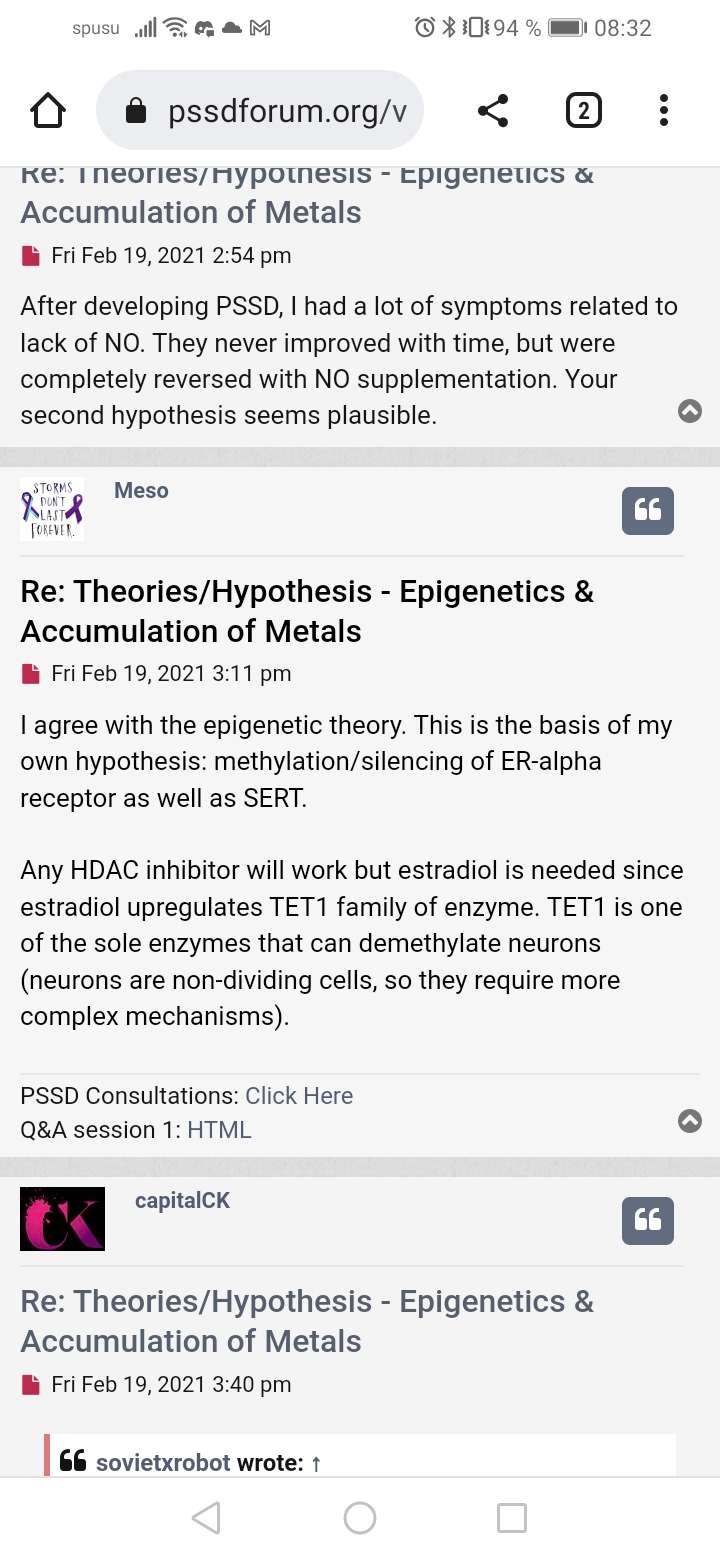 spusu 94 % 08:32
pssdforum.org/v 2
Re: Theories/Hypothesis - Epigenetics &
Accumulation of Metals
Fri Feb 19, 2021 2:54 pm
After developing PSSD, I had a lot of symptoms related to
lack of NO. They never improved with time, but were
completely reversed with NO supplementation. Your
second hypothesis seems plausible.
STORMS
DON'T
LAST
FOREVER.
Meso
Re: Theories/Hypothesis - Epigenetics &
Accumulation of Metals
Fri Feb 19, 2021 3:11 pm
I agree with the epigenetic theory. This is the basis of my
own hypothesis: methylation/silencing of ER-alpha
receptor as well as SERT.
Any HDAC inhibitor will work but estradiol is needed since
estradiol upregulates TET1 family of enzyme. TET1 is one
of the sole enzymes that can demethylate neurons
(neurons are non-dividing cells, so they require more
complex mechanisms).
PSSD Consultations: Click Here
Q&A session 1: HTML
CK
capitalCK
Re: Theories/Hypothesis - Epigenetics &
Accumulation of Metals
Fri Feb 19, 2021 3:40 pm
sovietxrobot wrote: ↑